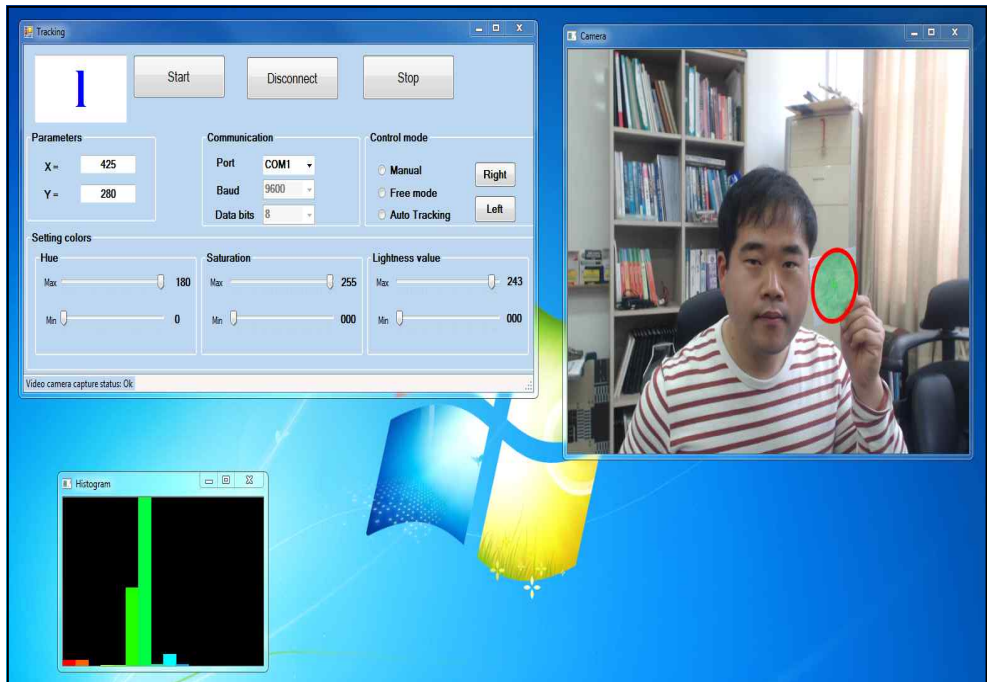 Tracking
l
Start
Disconnect
Stop
Parameters
X = 425
Y = 280
Communication
Port COM1
Baud 9600
Data bits 8
Control mode
Manual
Free mode
Auto Tracking
Right
Left
Setting colors
Hue
Max 180
Min 0
Saturation
Max 255
Min 000
Lightness value
Max 243
Min 000
Video camera capture status: Ok
Camera
Histogram